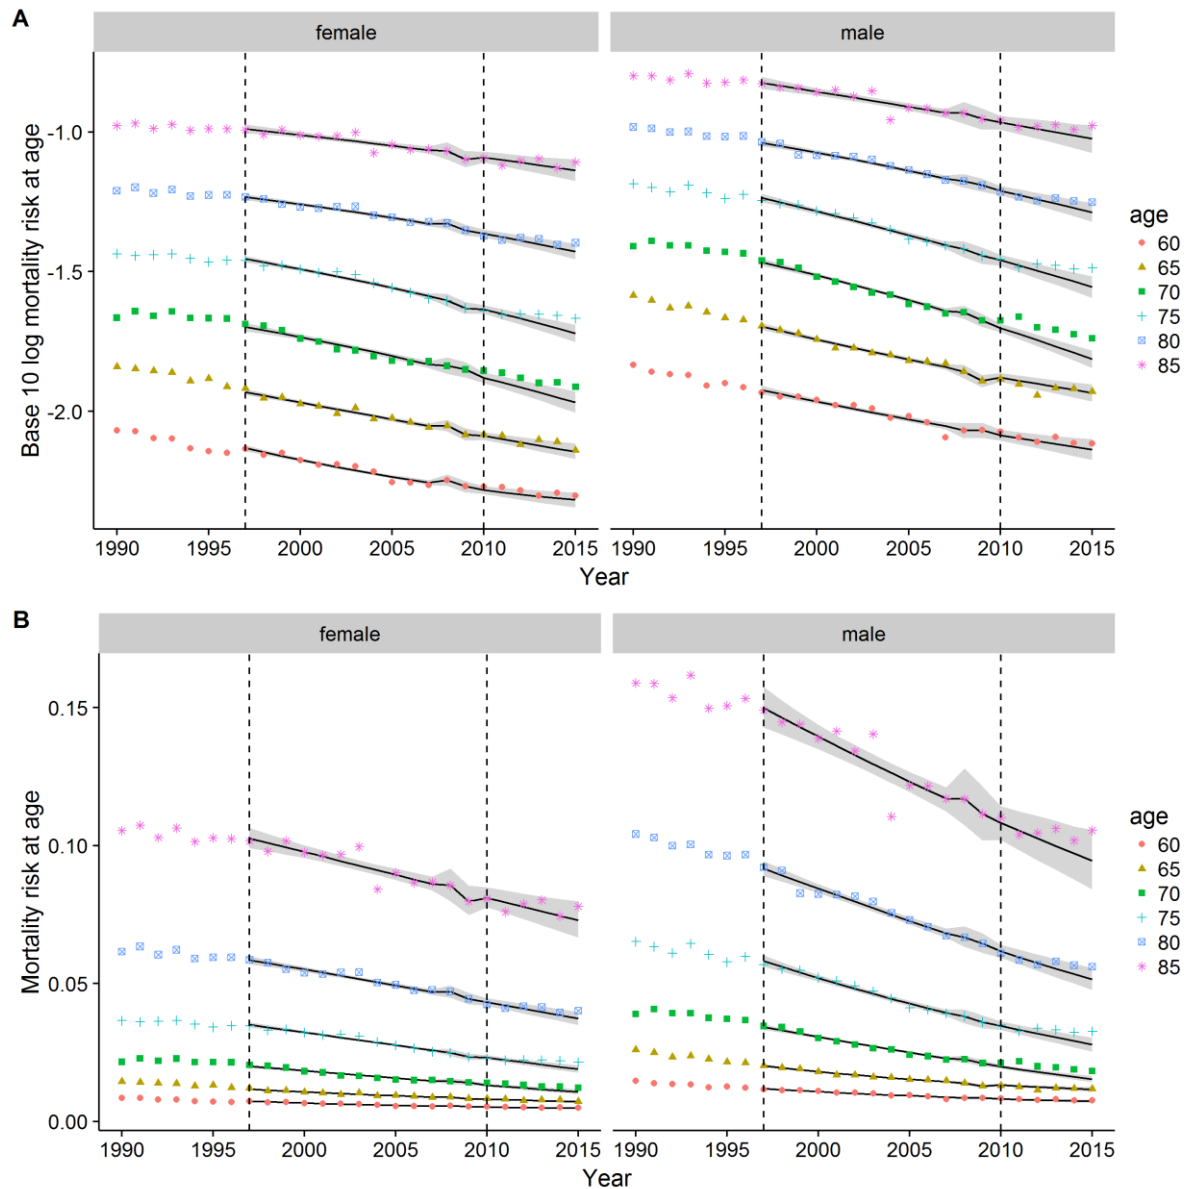 A
female
male
Base 10 log mortality risk at age
-1.0
-1.5
-2.0
1990 1995 2000 2005 2010 2015
1990 1995 2000 2005 2010 2015
Year
age
60
65
70
75
80
85
B
female
male
Mortality risk at age
0.15
0.10
0.05
0.00
1990 1995 2000 2005 2010 2015
1990 1995 2000 2005 2010 2015
Year
age
60
65
70
75
80
85